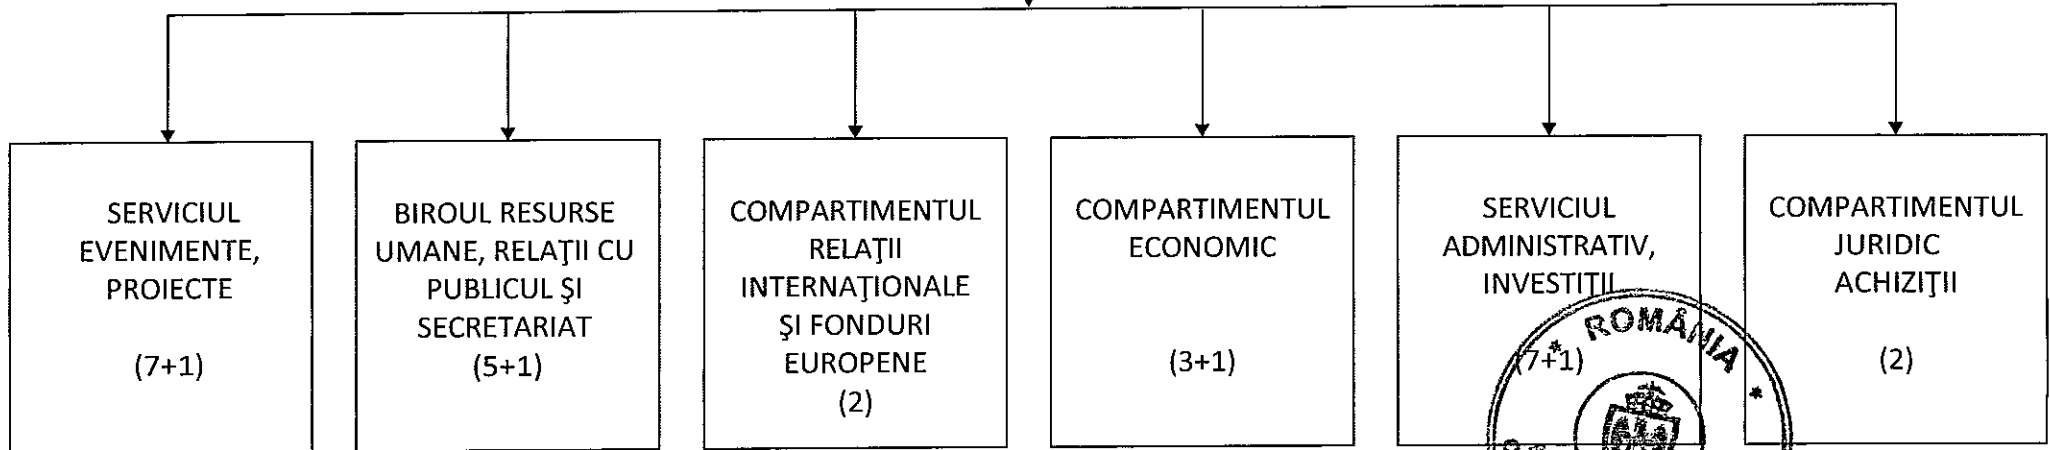 SERVICIUL
EVENIMENTE,
PROIECTE
(7+1)
BIROUL RESURSE
UMANE, RELAŢII CU
PUBLICUL ŞI
SECRETARIAT
(5+1)
COMPARTIMENTUL
RELAŢII
INTERNAŢIONALE
ŞI FONDURI
EUROPENE
(2)
COMPARTIMENTUL
ECONOMIC
(3+1)
SERVICIUL
ADMINISTRATIV,
INVESTIŢII
(7+1)
COMPARTIMENTUL
JURIDIC
ACHIZIŢII
(2)
* ROMÂNIA *